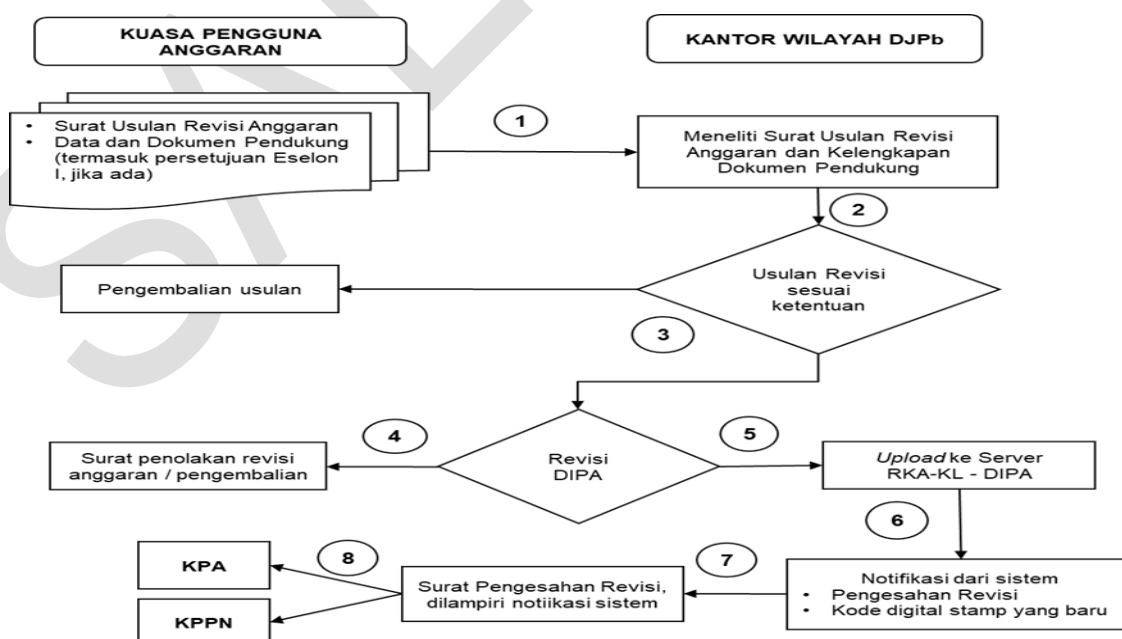 KUASA PENGGUNA
ANGGARAN
KANTOR WILAYAH DJPb
• Surat Usulan Revisi Anggaran
• Data dan Dokumen Pendukung
(termasuk persetujuan Eselon
I, jika ada)
1
Meneliti Surat Usulan Revisi
Anggaran dan Kelengkapan
Dokumen Pendukung
2
Usulan Revisi
sesuai
ketentuan
Pengembalian usulan
3
4
Surat penolakan revisi
anggaran / pengembalian
Revisi
DIPA
5
Upload ke Server
RKA-KL - DIPA
6
Notifikasi dari sistem
• Pengesahan Revisi
• Kode digital stamp yang baru
7
Surat Pengesahan Revisi,
dilampiri notiikasi sistem
8
KPA
KPPN